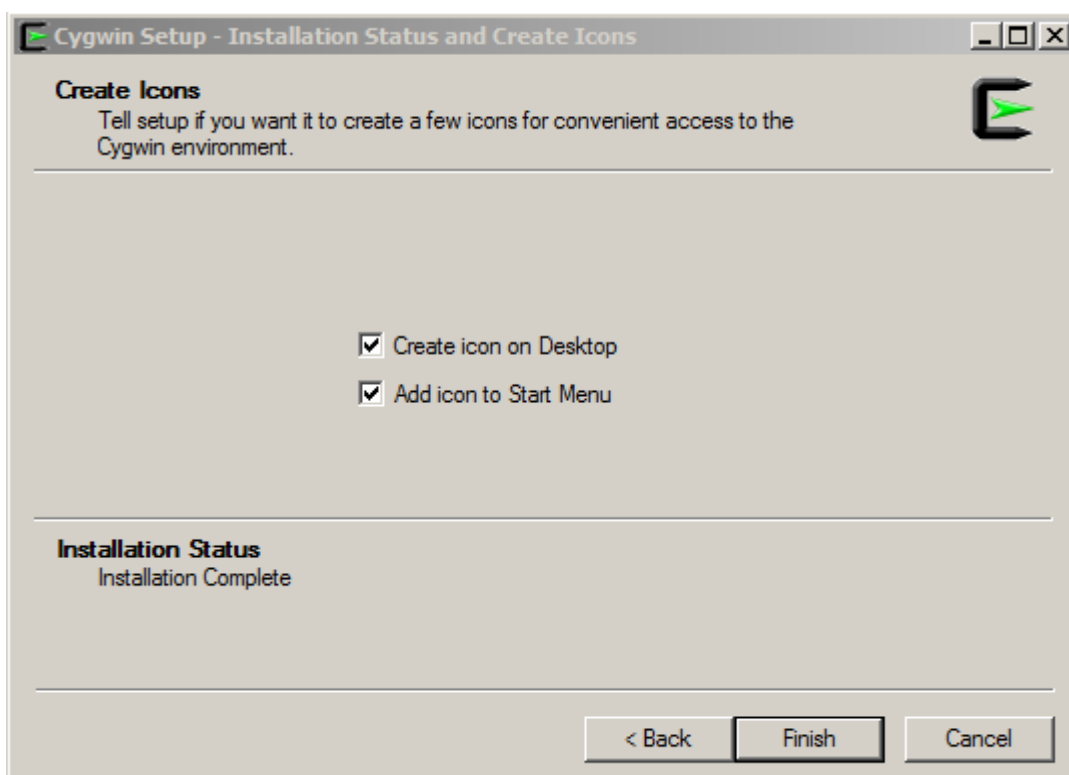 Cygwin Setup - Installation Status and Create Icons
Create Icons
Tell setup if you want it to create a few icons for convenient access to the
Cygwin environment.
Create icon on Desktop
Add icon to Start Menu
Installation Status
Installation Complete
< Back Finish Cancel